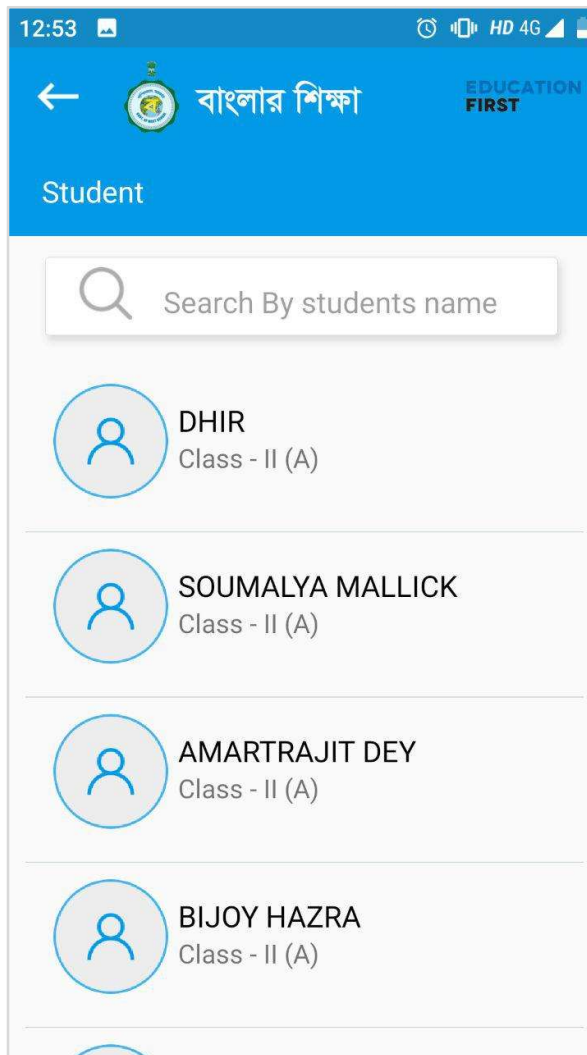 12:53 HD 4G
বাংলার শিক্ষা EDUCATION
FIRST
Student
Search By students name
DHIR
Class - II (A)
SOUMALYA MALLICK
Class - II (A)
AMARTRAJIT DEY
Class - II (A)
BIJOY HAZRA
Class - II (A)